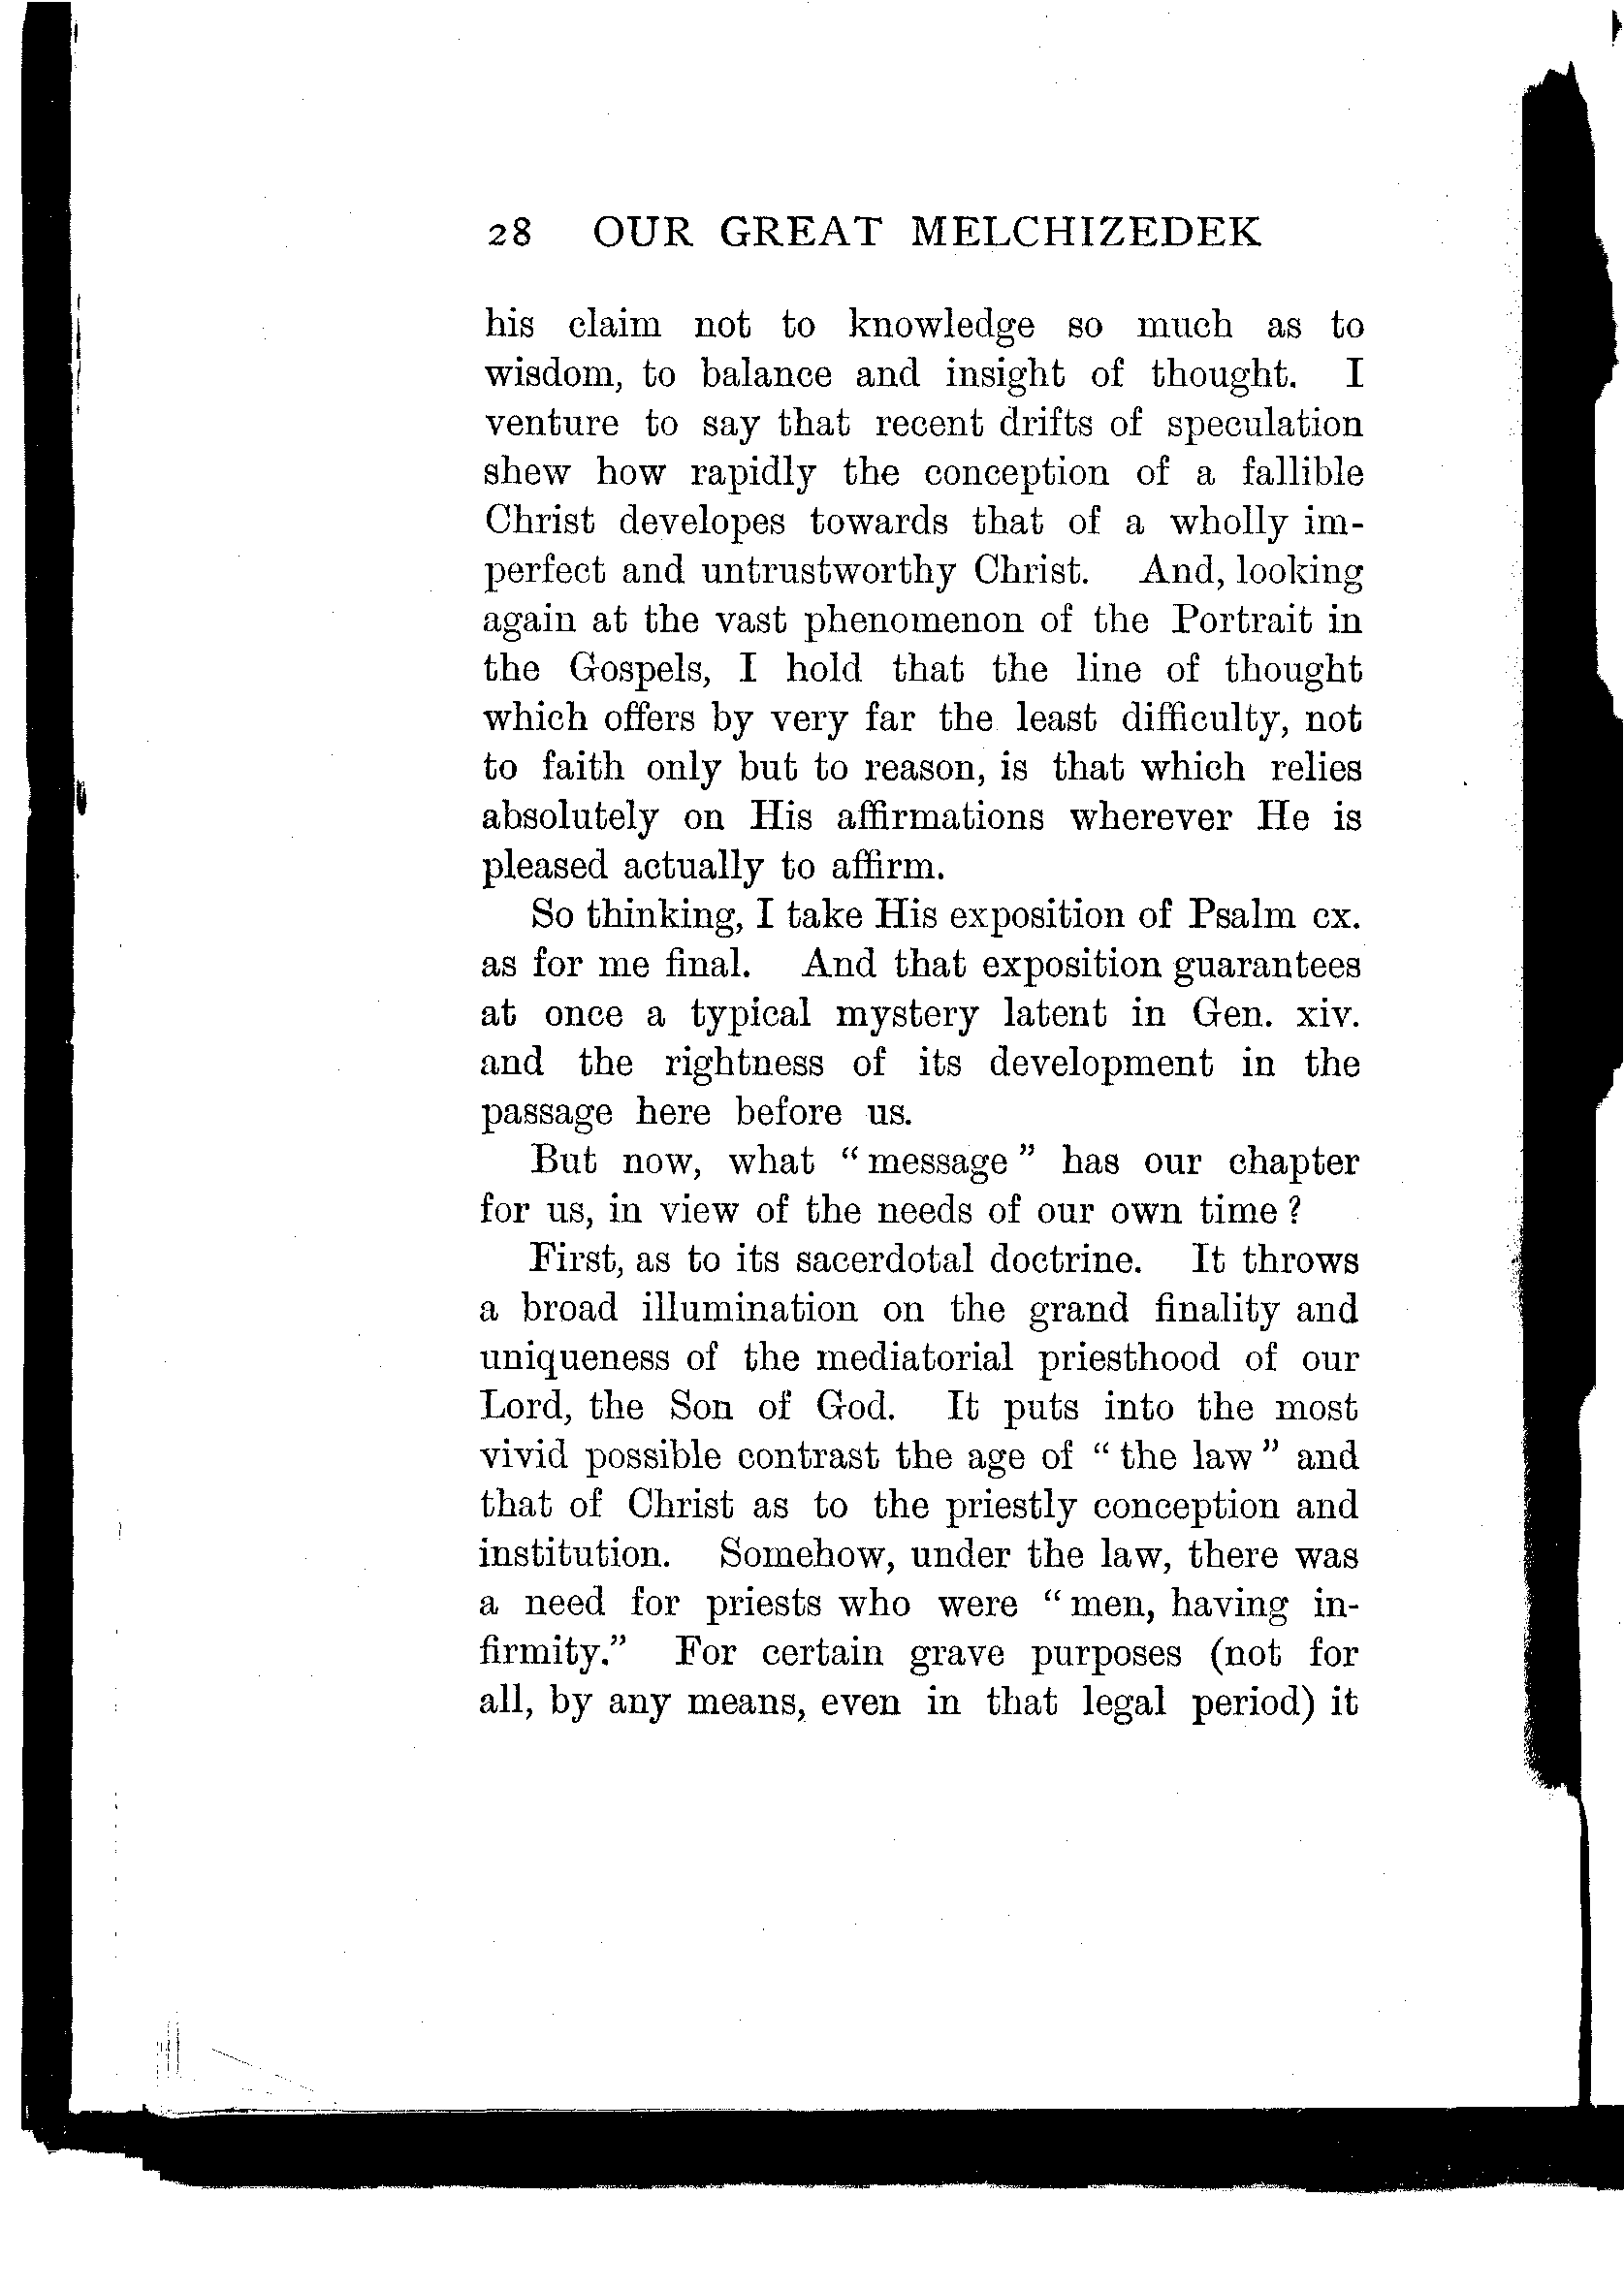 28 OUR GREAT MELCHIZEDEK
his claim not to knowledge so much as to
wisdom, to balance and insight of thought. I
venture to say that recent drifts of speculation
shew how rapidly the conception of a fallible
Christ developes towards that of a wholly im-
perfect and untrustworthy Christ. And, looking
again at the vast phenomenon of the Portrait in
the Gospels, I hold that the line of thought
which offers by very far the least difficulty, not
to faith only but to reason, is that which relies
absolutely on His affirmations wherever He is
pleased actually to affirm.
So thinking, I take His exposition of Psalm cx.
as for me final. And that exposition guarantees
at once a typical mystery latent in Gen. xiv.
and the rightness of its development in the
passage here before us.
But now, what "message" has our chapter
for us, in view of the needs of our own time?
First, as to its sacerdotal doctrine. It throws
a broad illumination on the grand finality and
uniqueness of the mediatorial priesthood of our
Lord, the Son of God. It puts into the most
vivid possible contrast the age of "the law" and
that of Christ as to the priestly conception and
institution. Somehow, under the law, there was
a need for priests who were "men, having in-
firmity." For certain grave purposes (not for
all, by any means, even in that legal period) it